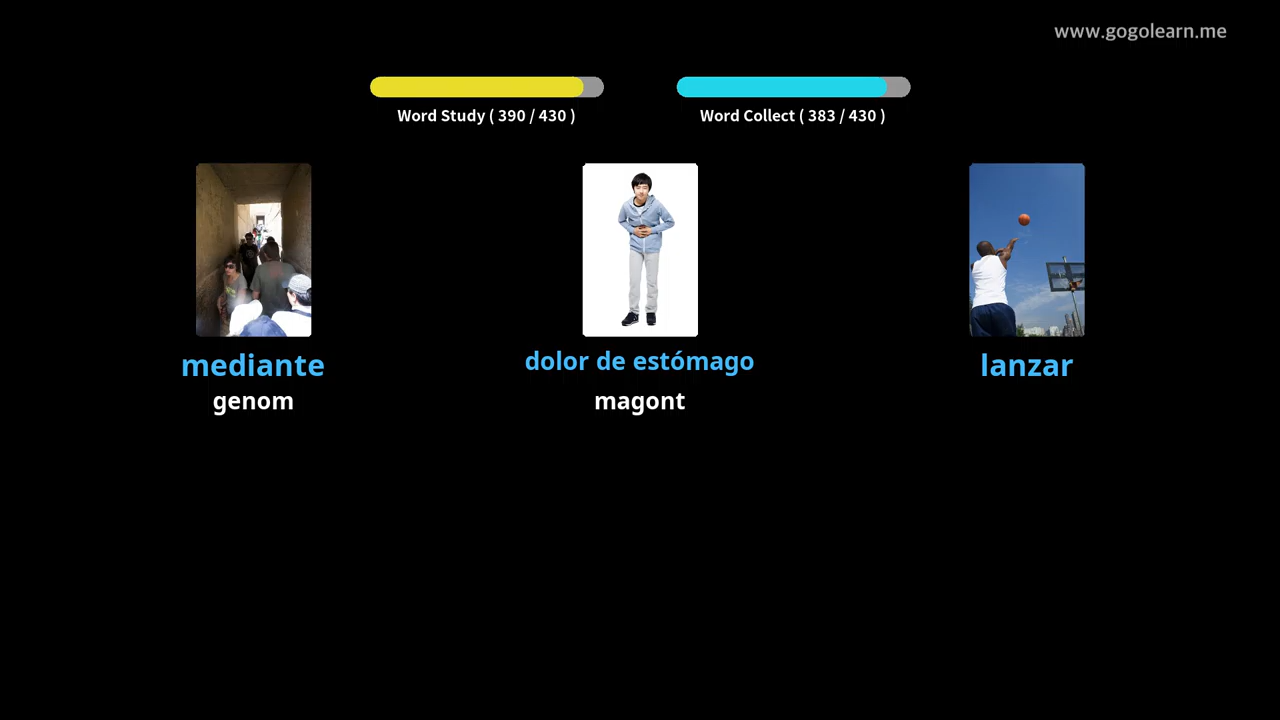 www.gogolearn.me
Word Study ( 390 / 430 )
Word Collect ( 383 / 430 )
mediante
genom
dolor de estómago
magont
lanzar